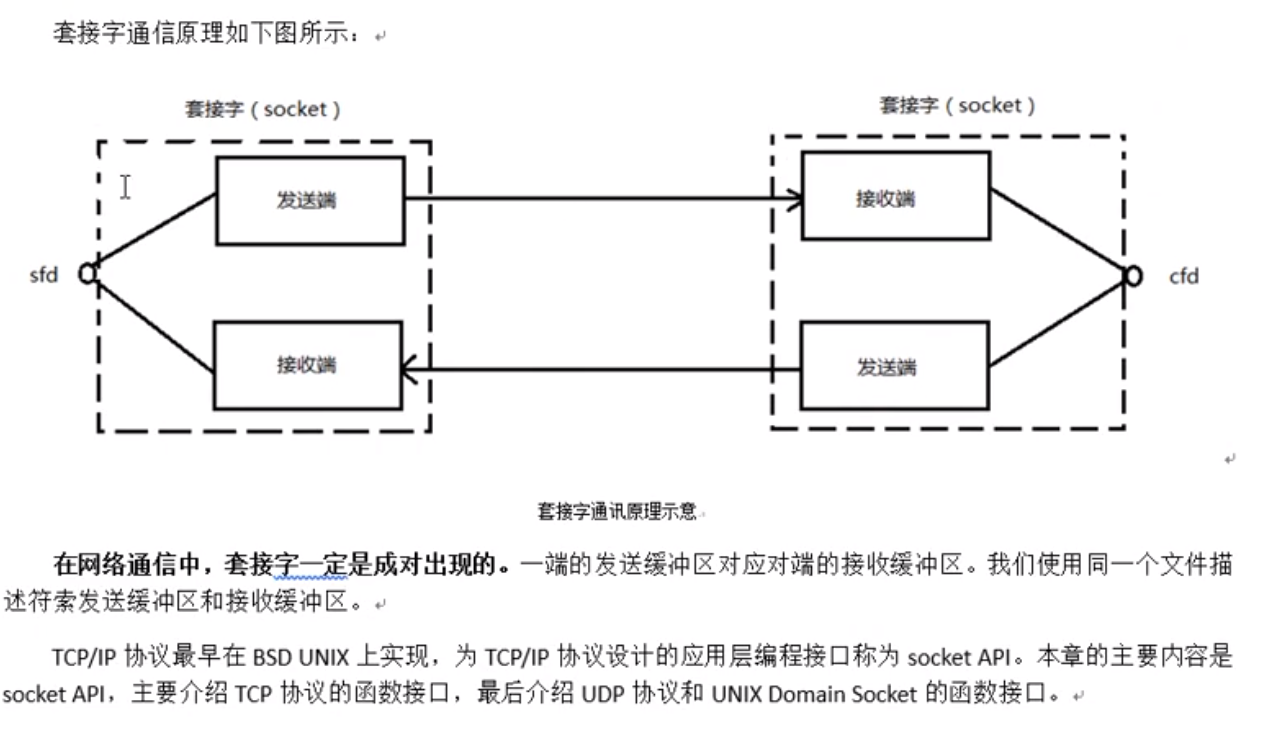 套接字通信原理如下图所示：
套接字（socket）
套接字（socket）
发送端
接收端
sfd
cfd
接收端
发送端
套接字通讯原理示意
在网络通信中，套接字一定是成对出现的。一端的发送缓冲区对应对端的接收缓冲区。我们使用同一个文件描
述符索发送缓冲区和接收缓冲区。
TCP/IP 协议最早在 BSD UNIX 上实现，为 TCP/IP 协议设计的应用层编程接口称为 socket API。本章的主要内容是
socket API，主要介绍 TCP 协议的函数接口，最后介绍 UDP 协议和 UNIX Domain Socket 的函数接口。